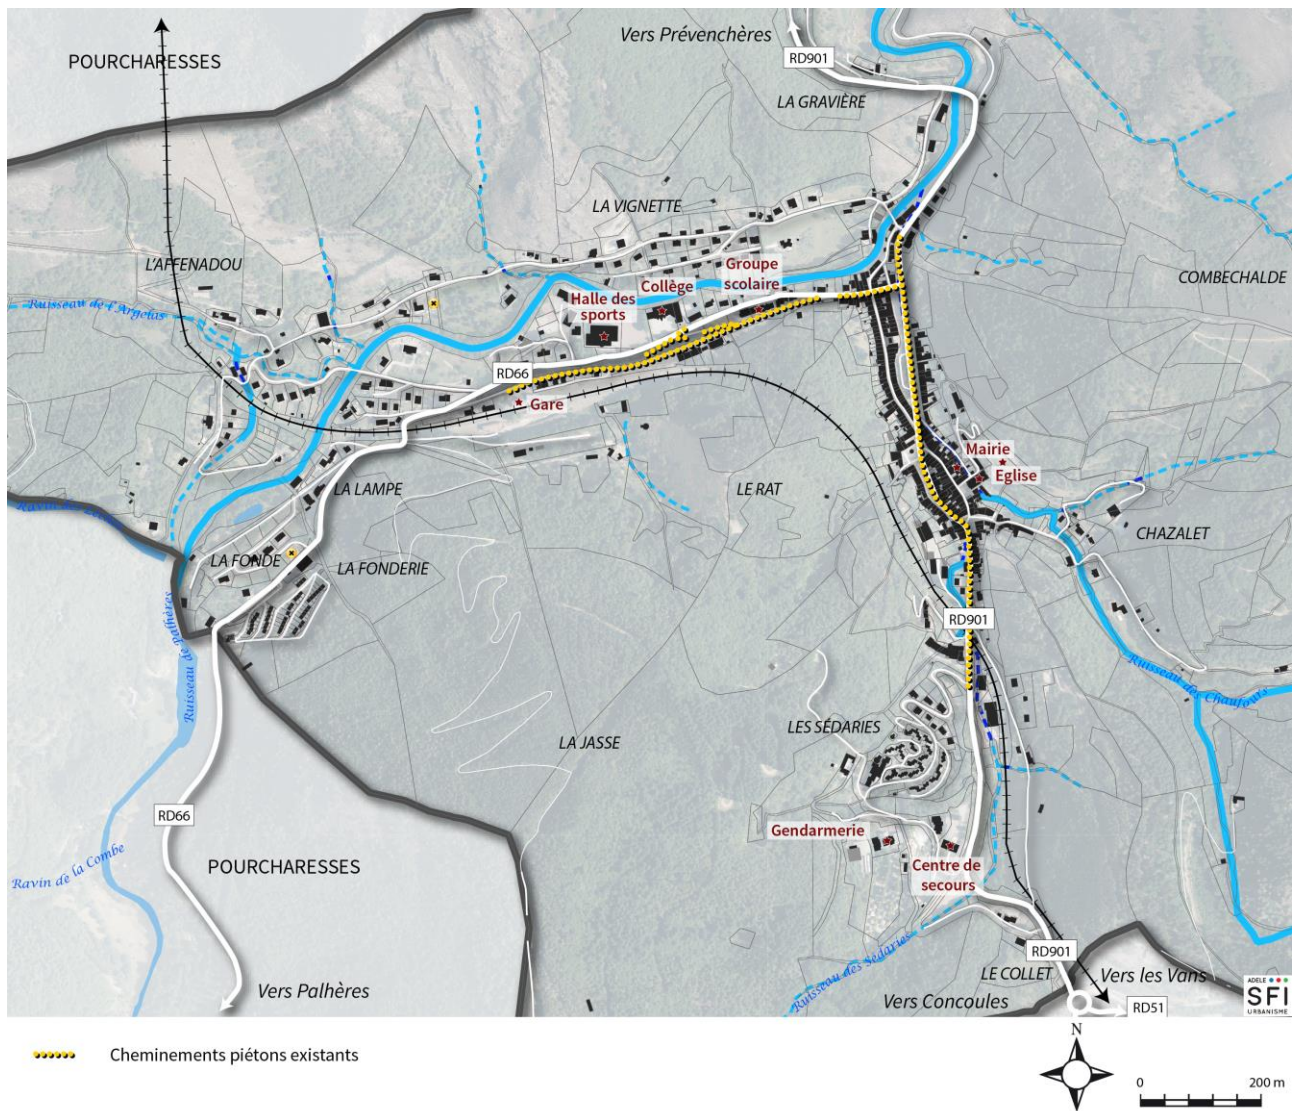 POURCHARESSES
Vers Prévenchères
RD901
LA GRAVIÈRE
LA VIGNETTE
L'AFFENADOU
COMBECHALDE
Ruisseau de l'Argelas
Groupe
scolaire
Collège
Halle des
sports
RD66
Gare
Mairie
Eglise
LE RAT
LA LAMPE
CHAZALET
LA FONDE
LA FONDERIE
Ruisseau de Palhères
Ruisseau de
RD901
Ruisseau des Chaufours
LES SÉDARIES
LA JASSE
RD66
Gendarmerie
Centre de
secours
POURCHARESSES
Ravin de la Combe
RD901
LE COLLET
Vers les Vans
Ruisseau des Sédaries
Vers Concoules
Vers Palhères
RD51
ADELE
SFI
URBANISME
Cheminements piétons existants
N
0 200 m